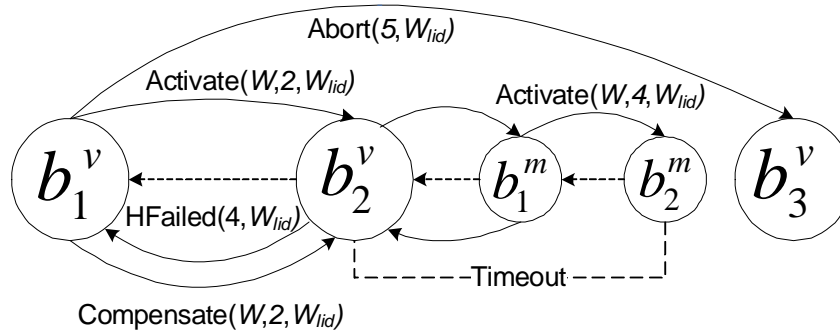 Abort(5,W_lid)
Activate(W,2,W_lid)
Activate(W,4,W_lid)
b_1^v
b_2^v
b_1^m
b_2^m
b_3^v
HFailed(4,W_lid)
Timeout
Compensate(W,2,W_lid)